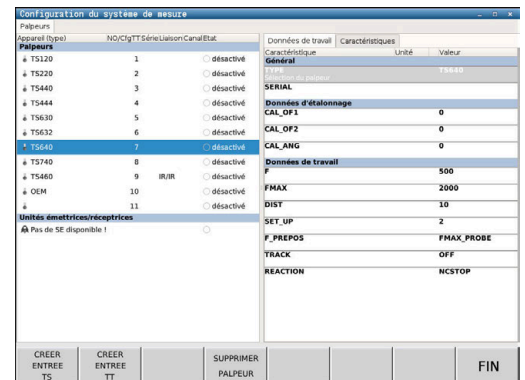 Configuration du système de mesure
Palpeurs
Appareil (type) NO/CfgTT Série Liaison Canal Etat
Palpeurs
TS120 1 désactivé
TS220 2 désactivé
TS440 3 désactivé
TS444 4 désactivé
TS630 5 désactivé
TS632 6 désactivé
TS640 7 désactivé
TS740 8 désactivé
TS460 9 IR/IR désactivé
OEM 10 désactivé
11 désactivé
Unités émettrices/réceptrices
Pas de SE disponible !
Données de travail Caractéristiques
Caractéristique Unité Valeur
Général
TYPE TS640
Sélection du palpeur
SERIAL
Données d'étalonnage
CAL_OF1 0
CAL_OF2 0
CAL_ANG 0
Données de travail
F 500
FMAX 2000
DIST 10
SET_UP 2
F_PREPOS FMAX_PROBE
TRACK OFF
REACTION NCSTOP
CREER
ENTREE
TS
CREER
ENTREE
TT
SUPPRIMER
PALPEUR
FIN